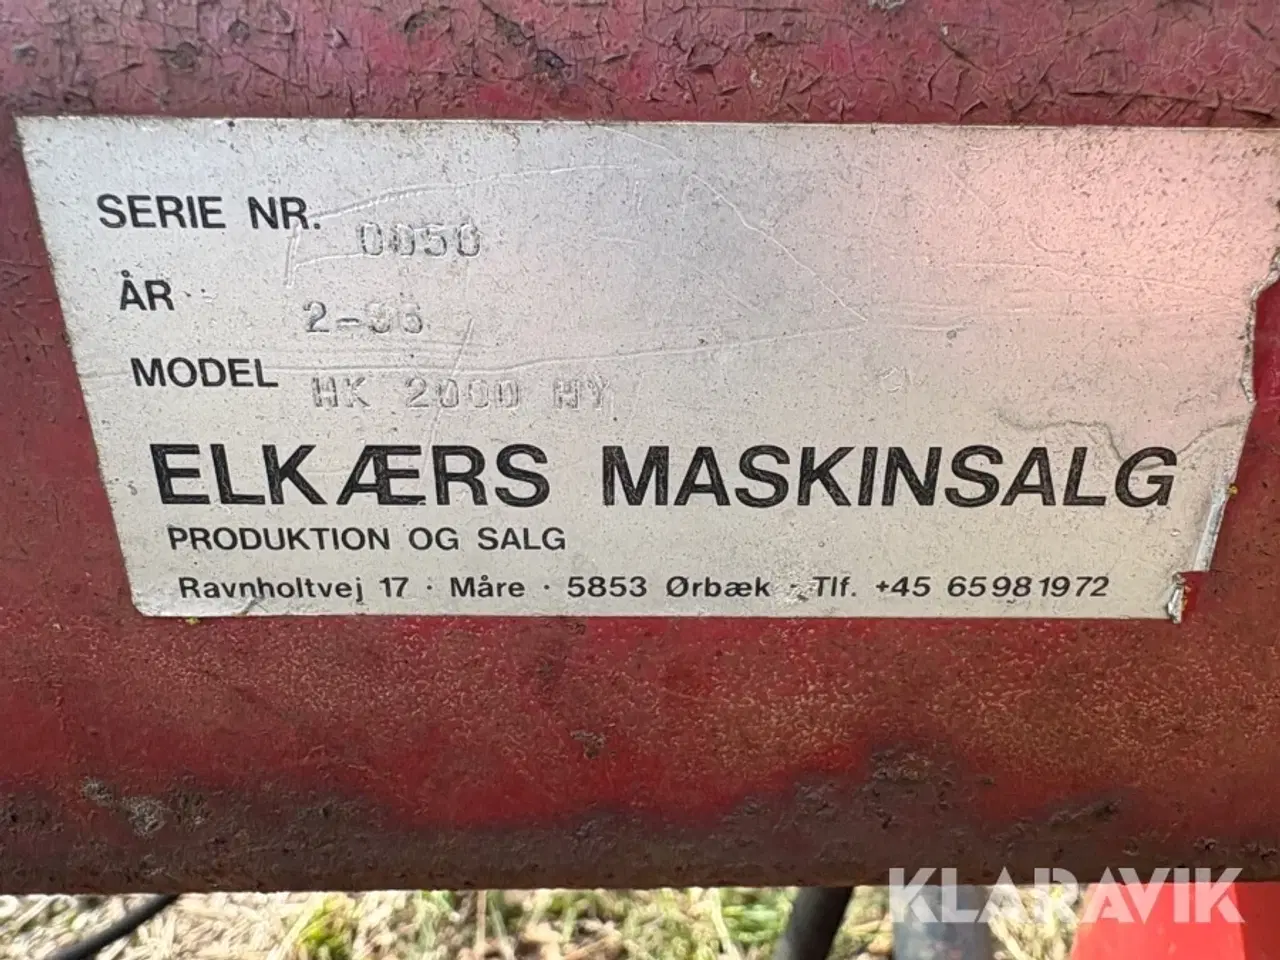 SERIE NR. 0050
ÅR 2-96
MODEL HK 2000 HY
ELKÆRS MASKINSALG
PRODUKTION OG SALG
Ravnholtvej 17 · Måre · 5853 Ørbæk · Tlf. +45 65981972
KLARAVIK